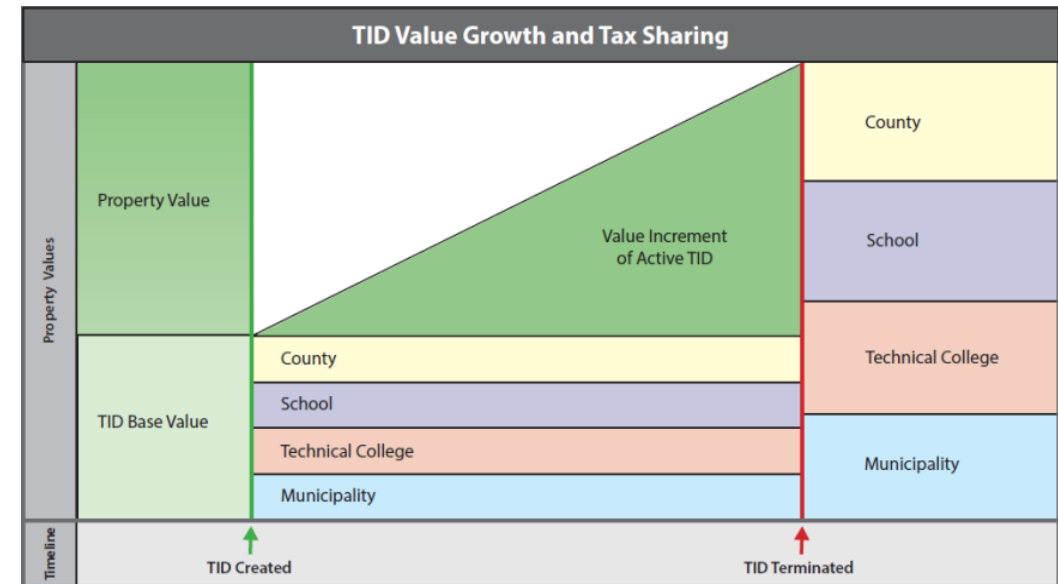 TID Value Growth and Tax Sharing
Property Values
Property Value
TID Base Value
Value Increment
of Active TID
County
School
Technical College
Municipality
County
School
Technical College
Municipality
Timeline
TID Created
TID Terminated